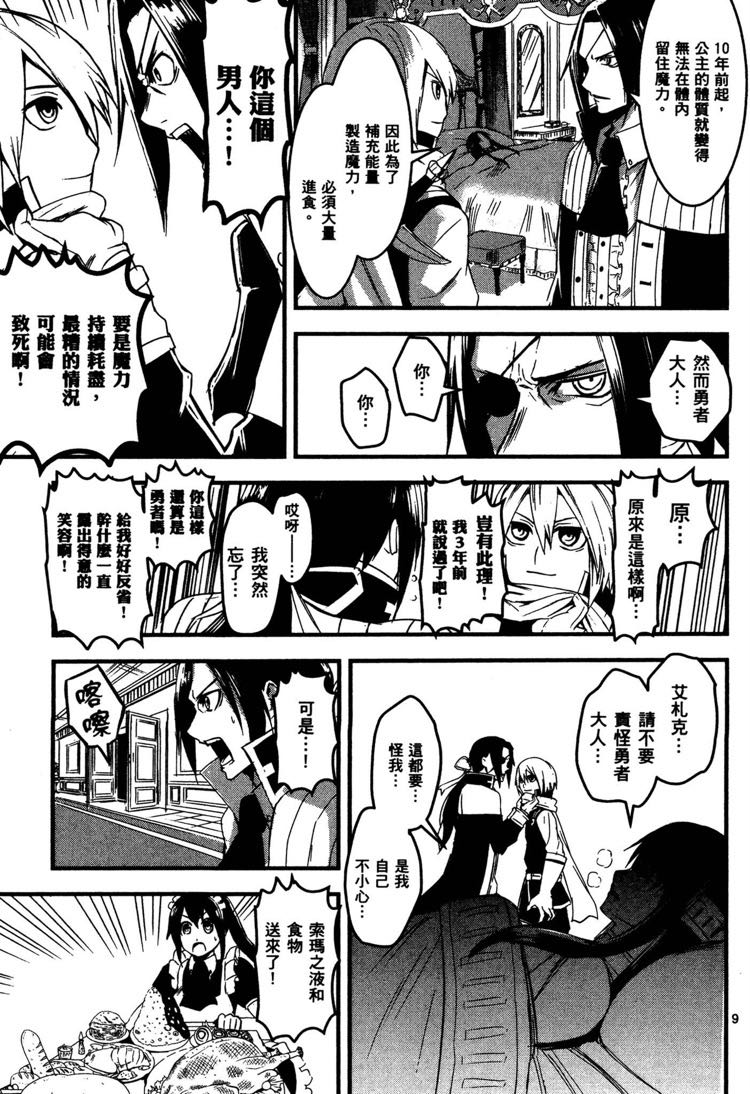 10年前起，
公主的體質就變得
無法在體內
留住魔力。
因此為了
補充能量
製造魔力，
必須大量
進食。
你這個
男人…！
要是魔力
持續耗盡，
最糟的情況
可能會
致死啊！
然而勇者
大人…
你…
你…
原…
原來是這樣啊…
豈有此理！
我3年前
就說過了吧！
哎呀——…
我突然
忘了…
你這樣
還算是
勇者嗎！
給我好好反省！
幹什麼一直
露出得意的
笑容啊！
艾札克…
請不要
責怪勇者
大人…
這都要…
怪我…
是我
自己
不小心…
可是…！
喀嚓
索瑪之液和
食物
送來了！
9